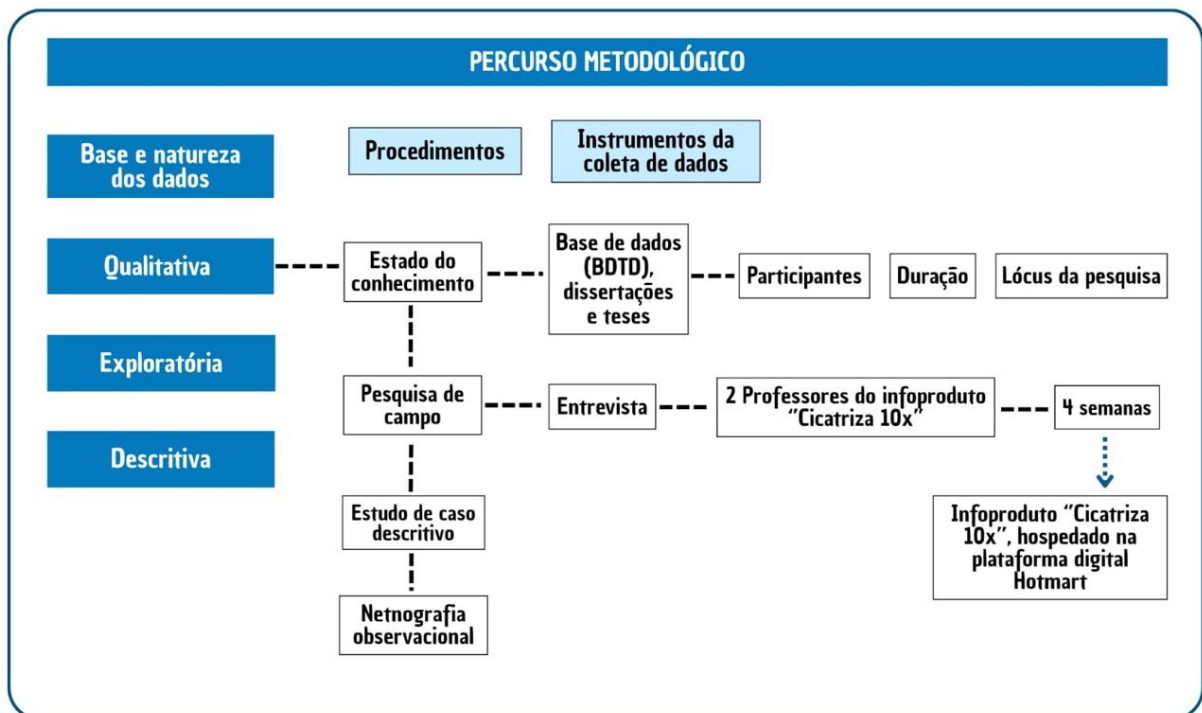 PERCURSO METODOLÓGICO
Base e natureza
dos dados
Procedimentos
Instrumentos da
coleta de dados
Qualitativa
Estado do
conhecimento
Base de dados
(BDTD),
dissertações
e teses
Participantes
Duração
Lócus da pesquisa
Exploratória
Pesquisa de
campo
Entrevista
2 Professores do infoproduto
"Cicatriza 10x"
4 semanas
Descritiva
Estudo de caso
descritivo
Infoproduto "Cicatriza
10x", hospedado na
plataforma digital
Hotmart
Netnografia
observacional